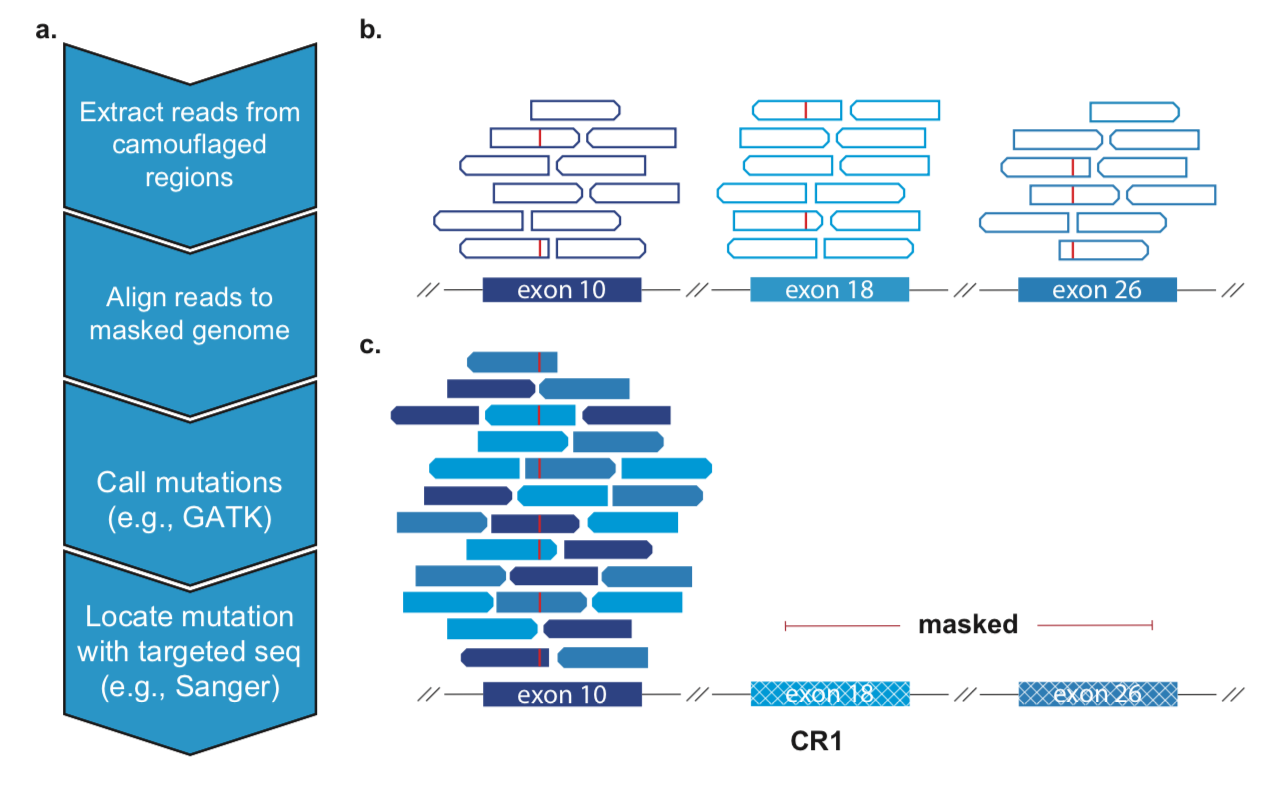 a.
Extract reads from
camouflaged
regions
Align reads to
masked genome
Call mutations
(e.g., GATK)
Locate mutation
with targeted seq
(e.g., Sanger)
b.
exon 10
exon 18
exon 26
c.
masked
exon 10
exon 18
exon 26
CR1